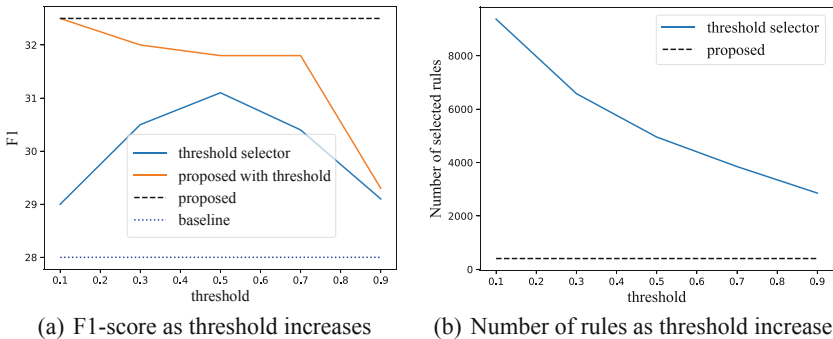 32
31
30
29
28
F1
0.1 0.2 0.3 0.4 0.5 0.6 0.7 0.8 0.9
threshold
threshold selector
proposed with threshold
proposed
baseline
(a) F1-score as threshold increases
8000
6000
4000
2000
0
Number of selected rules
0.1 0.2 0.3 0.4 0.5 0.6 0.7 0.8 0.9
threshold
threshold selector
proposed
(b) Number of rules as threshold increase